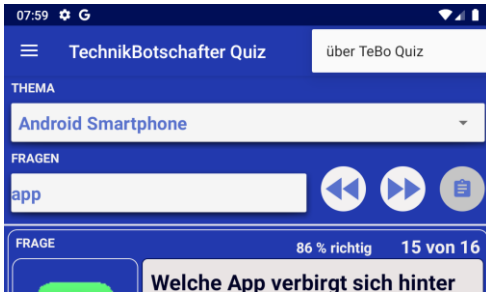 07:59 G
TechnikBotschafter Quiz
über TeBo Quiz
THEMA
Android Smartphone
FRAGEN
app
FRAGE
86 % richtig 15 von 16
Welche App verbirgt sich hinter